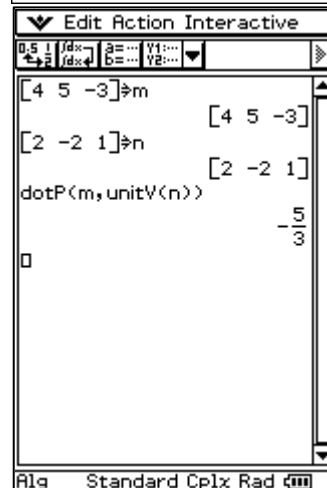 Edit Action Interactive
[4 5 -3]⇒m
[4 5 -3]
[2 -2 1]⇒n
[2 -2 1]
dotP(m,unitV(n))
-5/3
Alg Standard Cplx Rad